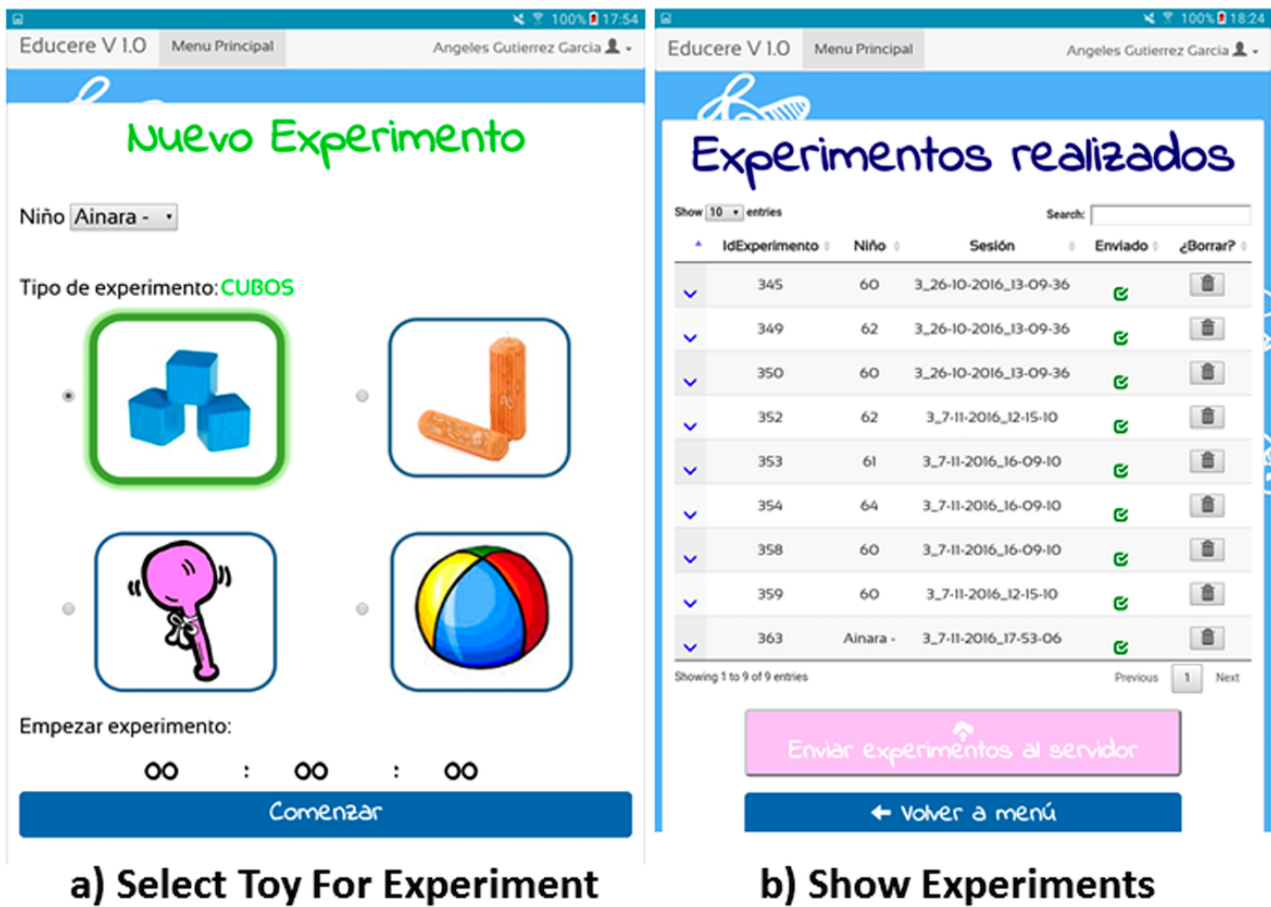 100% 17:54
Educere V 1.0 Menu Principal Angeles Gutierrez Garcia
Nuevo Experimento
Niño Ainara -
Tipo de experimento: CUBOS
Empezar experimento:
00 : 00 : 00
Comenzar
a) Select Toy For Experiment
100% 18:24
Educere V 1.0 Menu Principal Angeles Gutierrez Garcia
Experimentos realizados
Show 10 entries Search:
IdExperimento Niño Sesión Enviado ¿Borrar?
345 60 3_26-10-2016_13-09-36
349 62 3_26-10-2016_13-09-36
350 60 3_26-10-2016_13-09-36
352 62 3_7-11-2016_12-15-10
353 61 3_7-11-2016_16-09-10
354 64 3_7-11-2016_16-09-10
358 60 3_7-11-2016_16-09-10
359 60 3_7-11-2016_12-15-10
363 Ainara - 3_7-11-2016_17-53-06
Showing 1 to 9 of 9 entries Previous 1 Next
Enviar experimentos al servidor
Volver a menú
b) Show Experiments